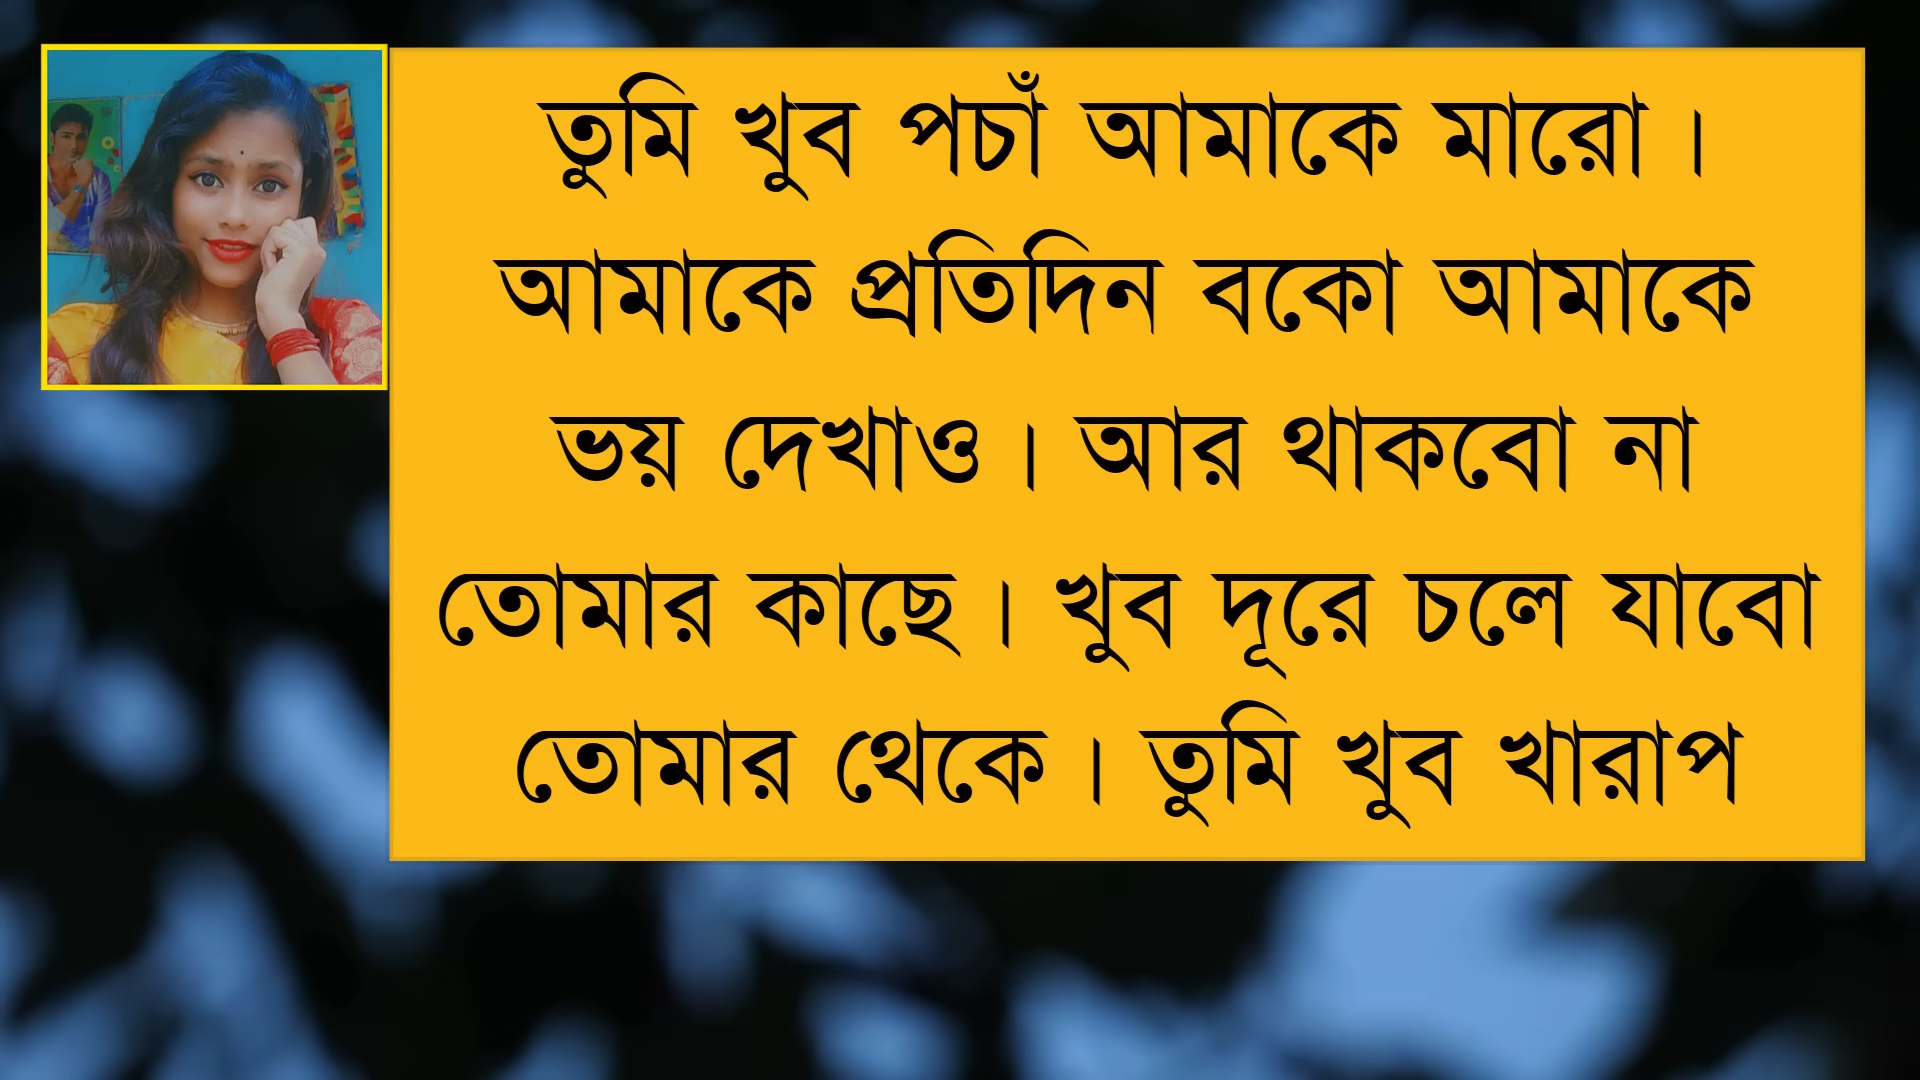 তুমি খুব পচাঁ আমাকে মারো ।
আমাকে প্রতিদিন বকো আমাকে
ভয় দেখাও । আর থাকবো না
তোমার কাছে । খুব দূরে চলে যাবো
তোমার থেকে । তুমি খুব খারাপ